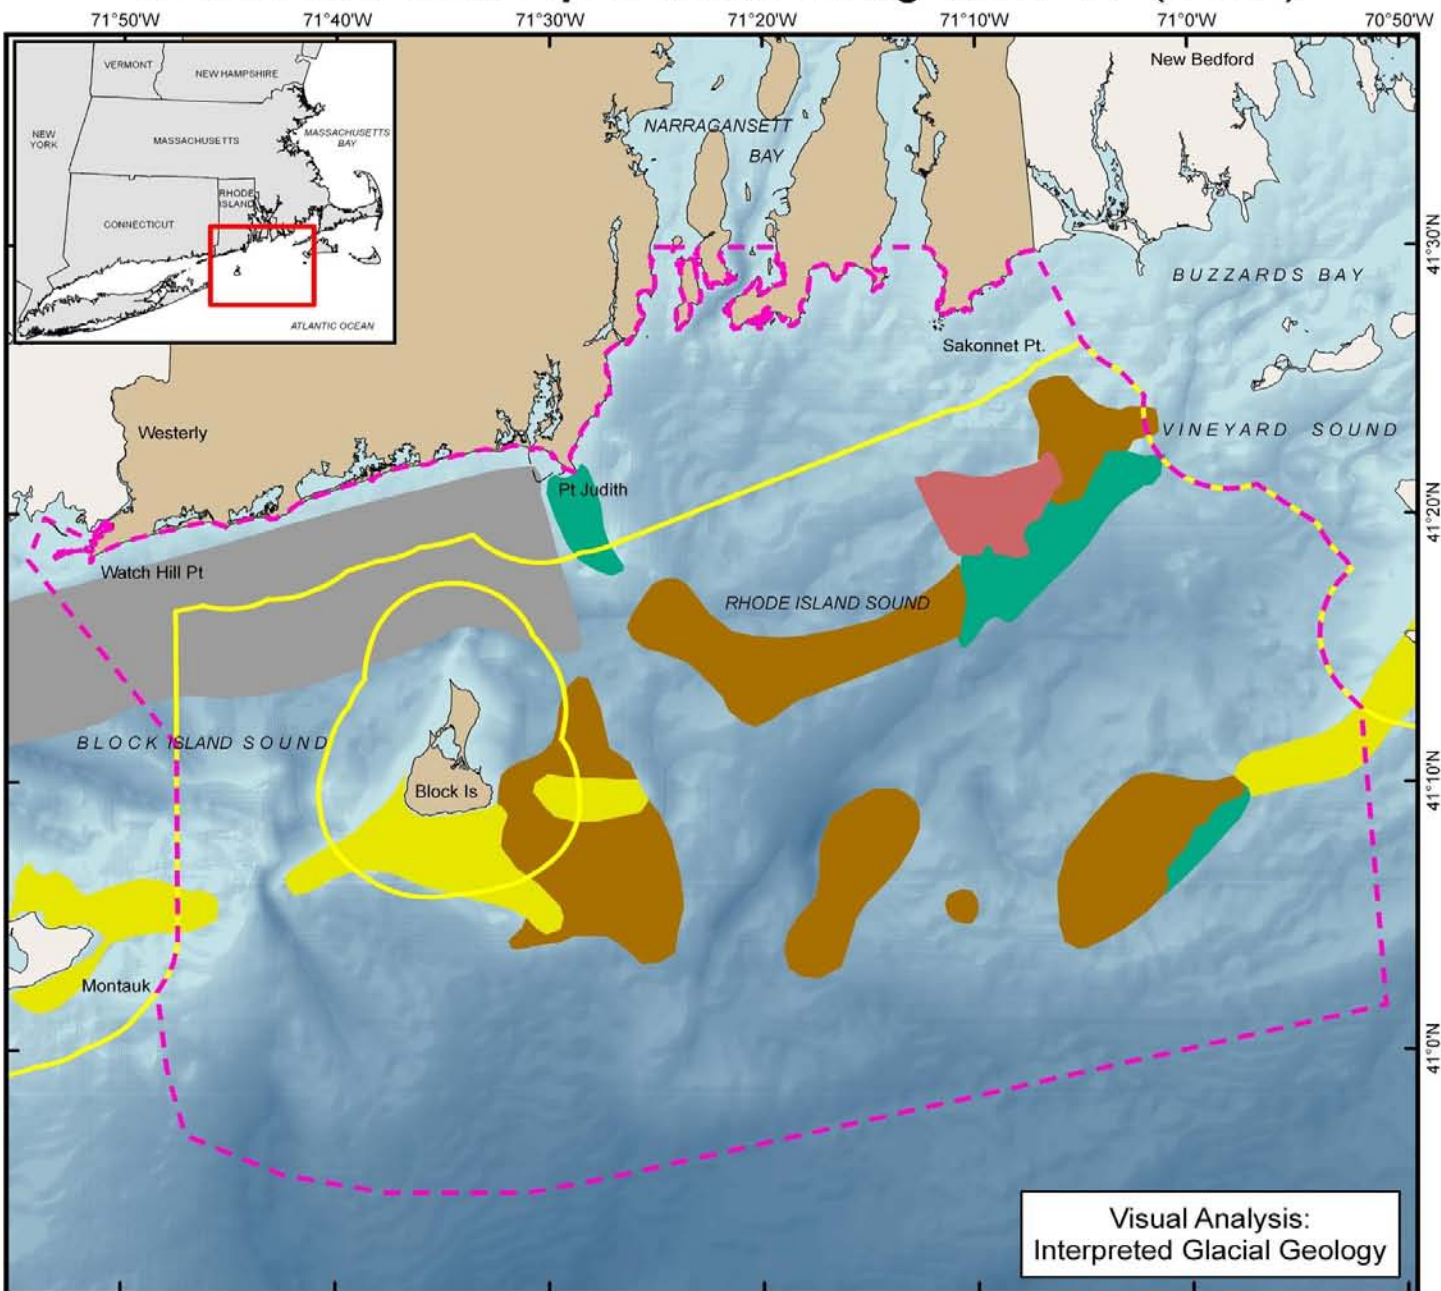 71°50'W
71°40'W
71°30'W
71°20'W
71°10'W
71°0'W
70°50'W
VERMONT
NEW HAMPSHIRE
NEW
YORK
MASSACHUSETTS
MASSACHUSETTS
BAY
RHODE
ISLAND
CONNECTICUT
ATLANTIC OCEAN
New Bedford
NARRAGANSETT
BAY
41°30'N
BUZZARDS BAY
Sakonnet Pt.
Westerly
VINEYARD SOUND
Pt Judith
41°20'N
Watch Hill Pt
RHODE ISLAND SOUND
BLOCK ISLAND SOUND
41°10'N
Block Is
Montauk
41°0'N
Visual Analysis:
Interpreted Glacial Geology